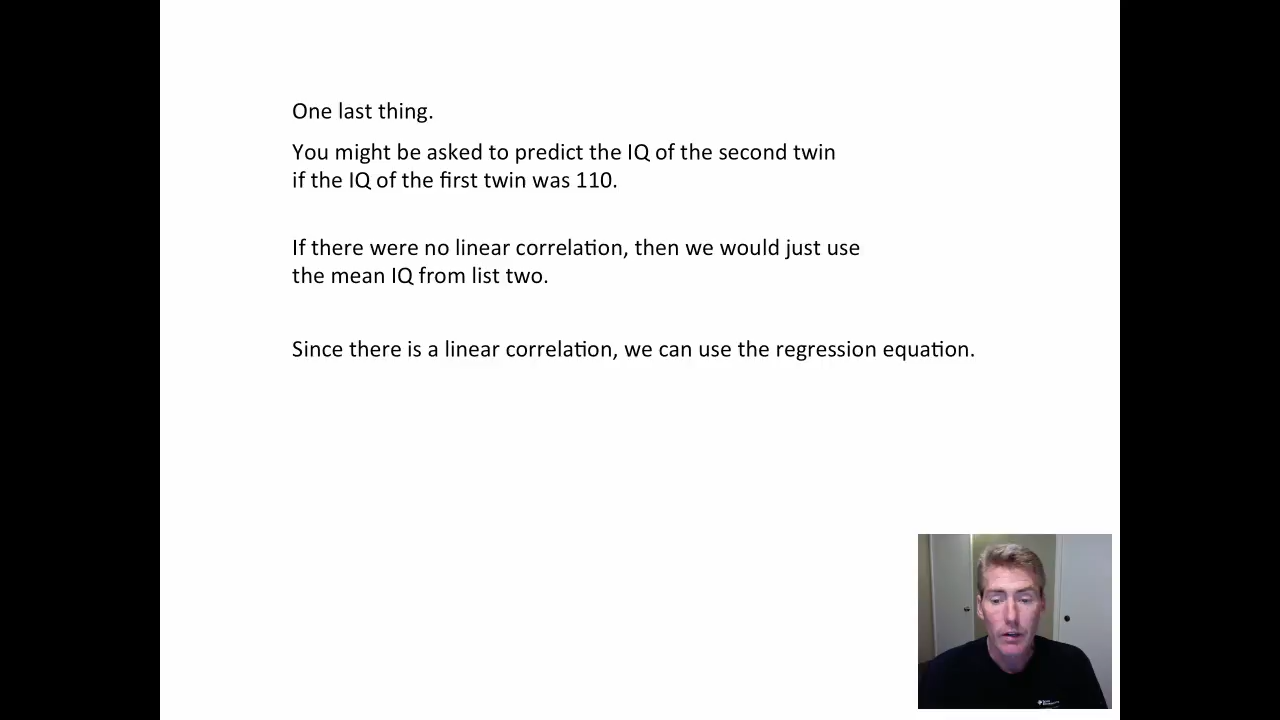 One last thing.
You might be asked to predict the IQ of the second twin
if the IQ of the first twin was 110.
If there were no linear correlation, then we would just use
the mean IQ from list two.
Since there is a linear correlation, we can use the regression equation.